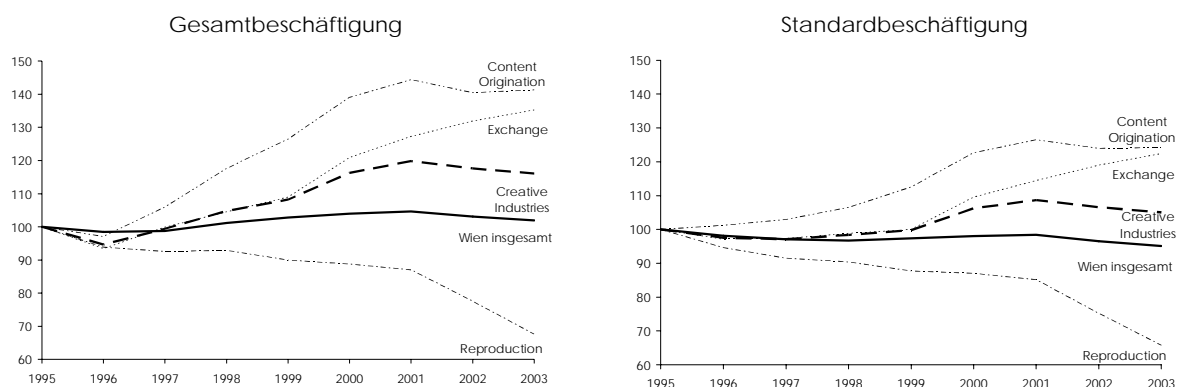 Gesamtbeschäftigung
150
140
130
120
110
100
90
80
70
60
1995 1996 1997 1998 1999 2000 2001 2002 2003
Content
Origination
Exchange
Creative
Industries
Wien insgesamt
Reproduction
Standardbeschäftigung
150
140
130
120
110
100
90
80
70
60
1995 1996 1997 1998 1999 2000 2001 2002 2003
Content
Origination
Exchange
Creative
Industries
Wien insgesamt
Reproduction